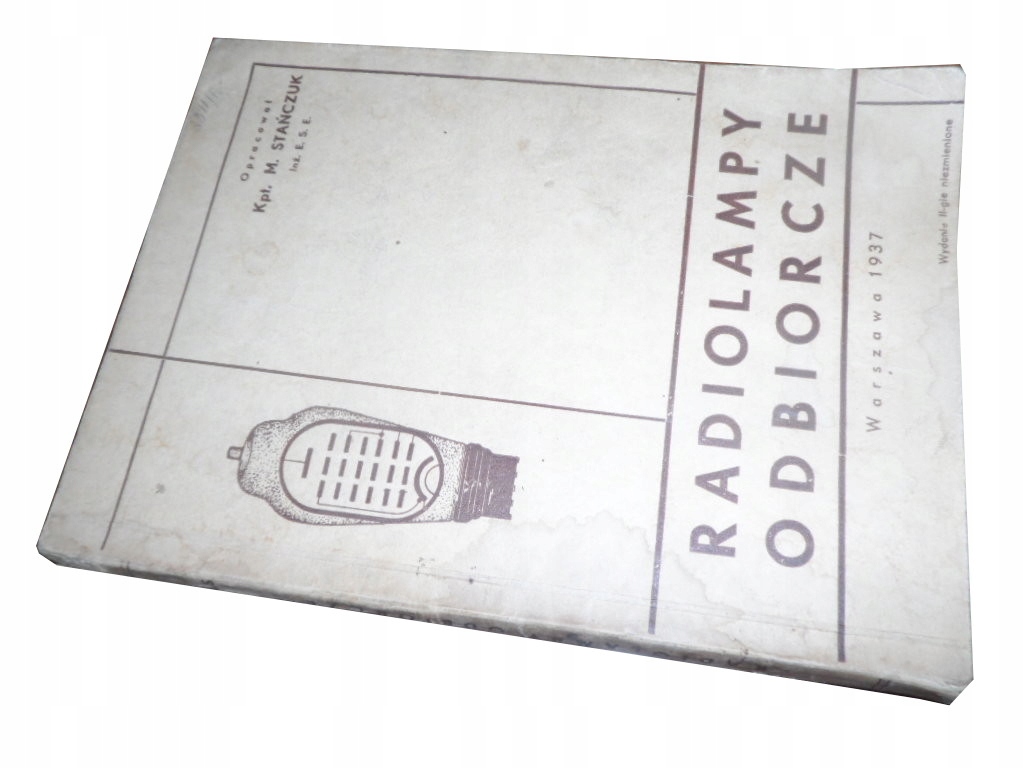 Opracował
Kpt. M. STAŃCZUK
Inż. E. S. E.
RADIOLAMPY
ODBIORCZE
Warszawa 1937
Wydanie II-gie niezmienione